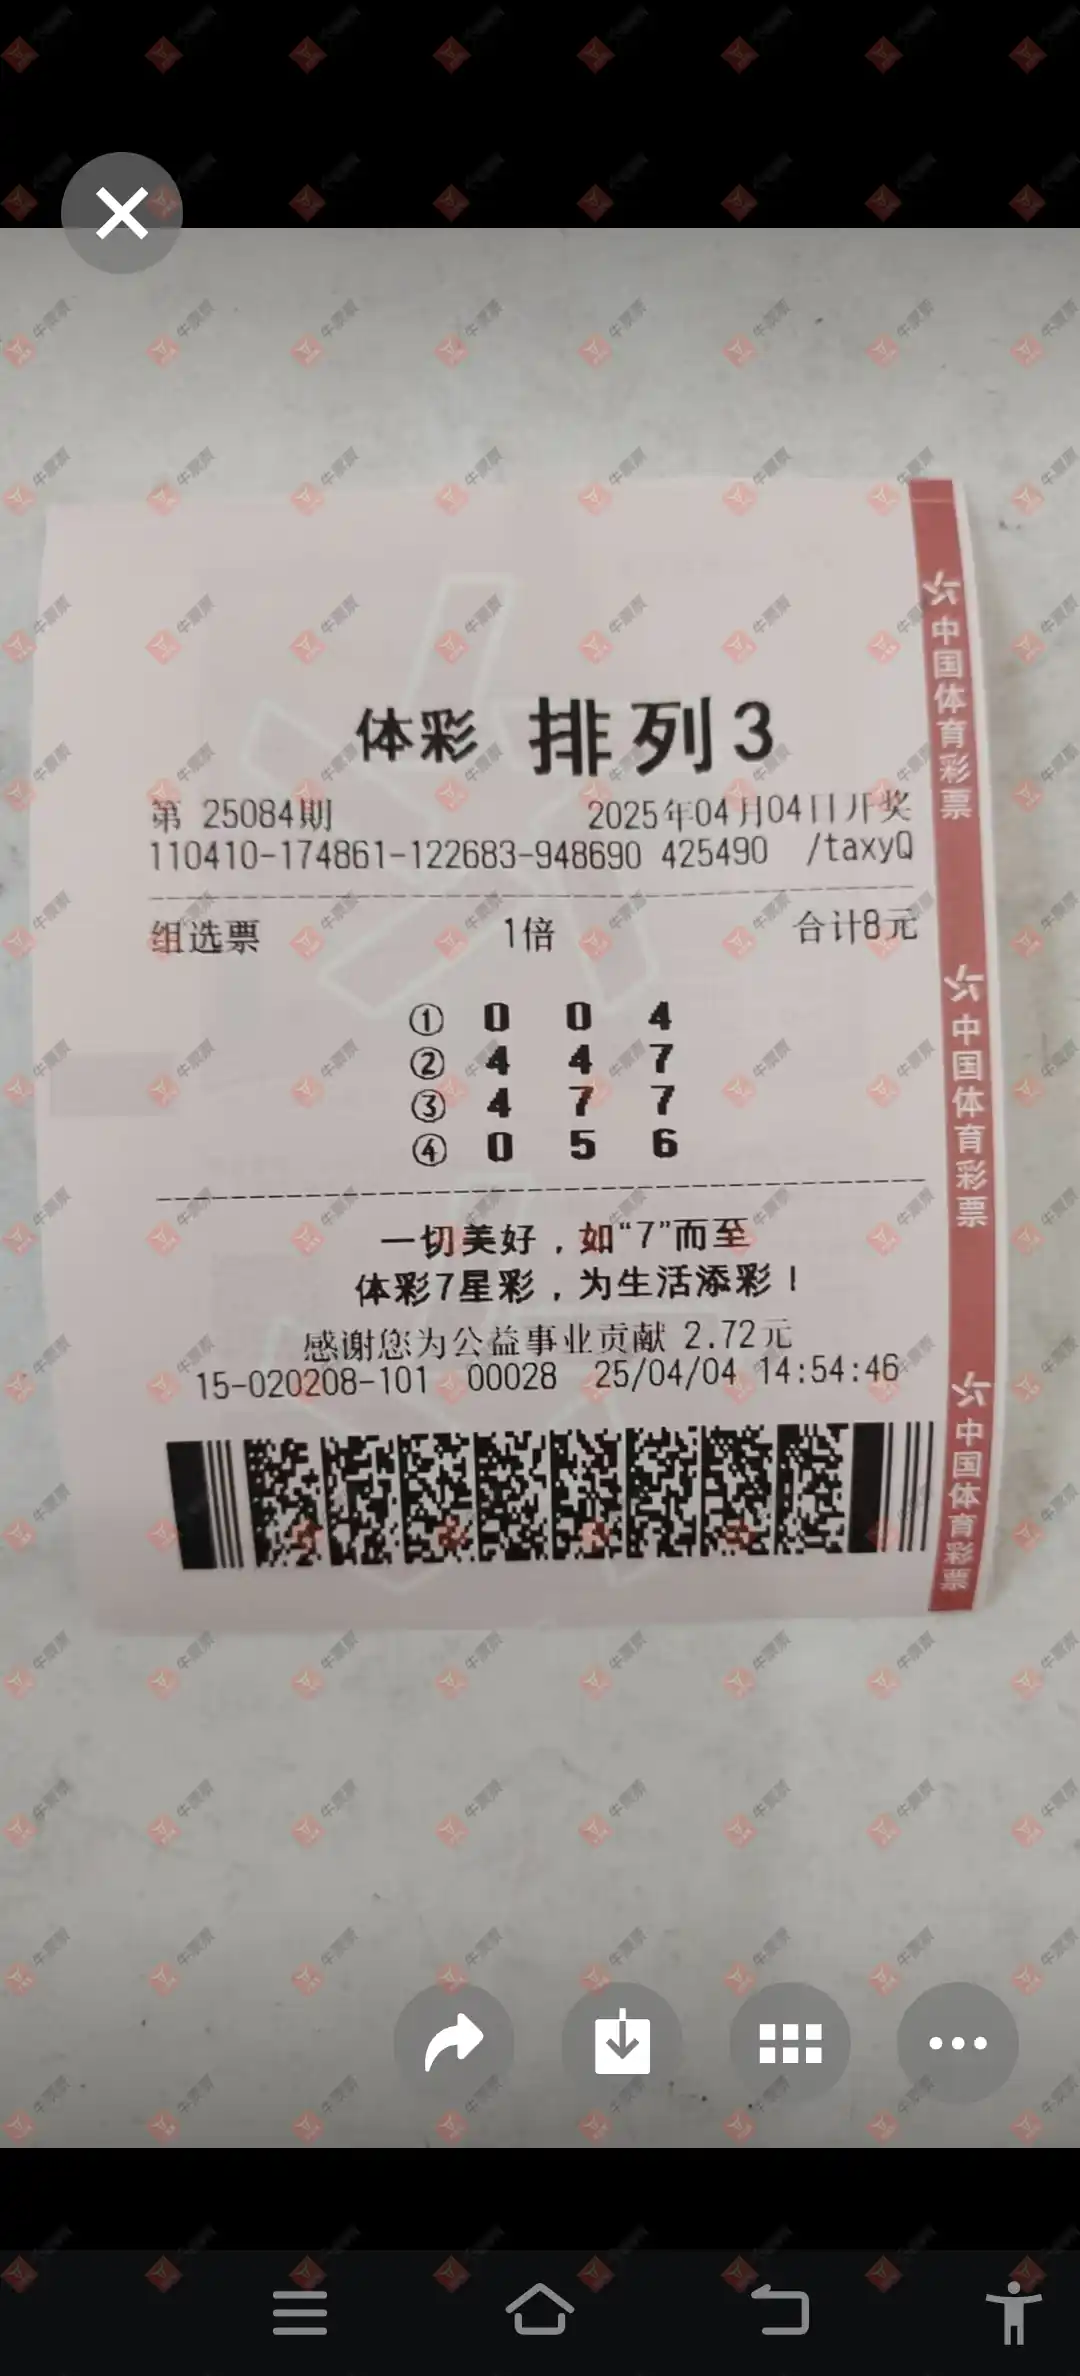 体彩 排列3
第 25084期 2025年04月04日开奖
110410-174861-122683-948690 425490 /taxyQ
组选票 1倍 合计8元
① 0 0 4
② 4 4 7
③ 4 7 7
④ 0 5 6
一切美好，如“7”而至
体彩7星彩，为生活添彩！
感谢您为公益事业贡献 2.72元
15-020208-101 00028 25/04/04 14:54:46
中国体育彩票
中国体育彩票
中国体育彩票
牛票票